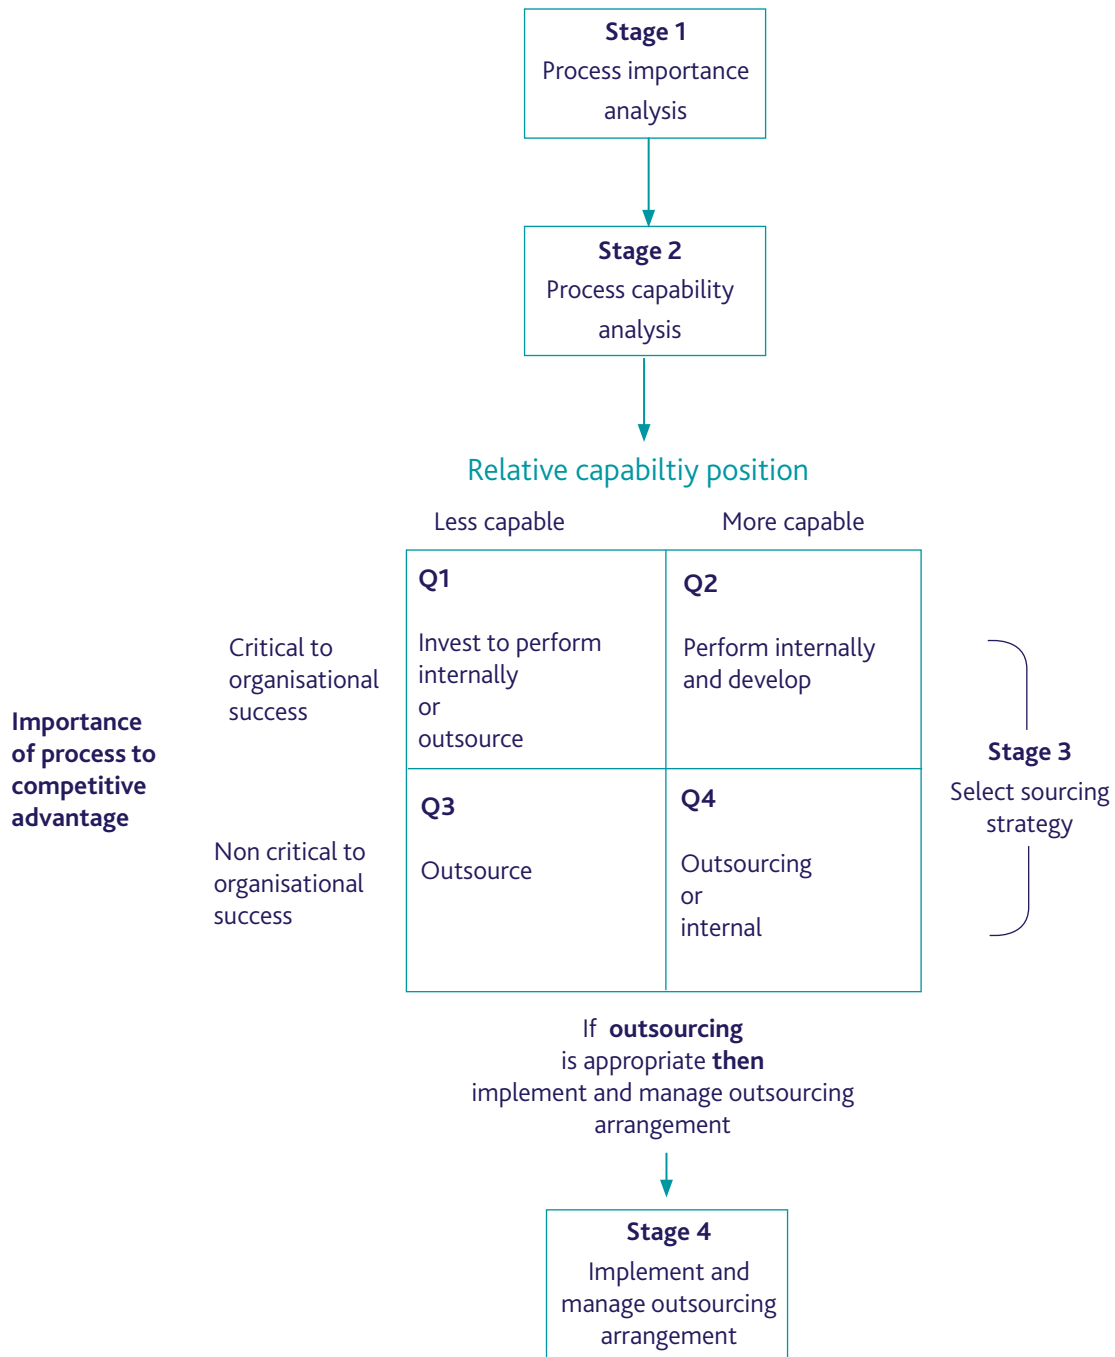 Stage 1
Process importance
analysis
Stage 2
Process capability
analysis
Relative capabiltiy position
Less capable
More capable
Importance
of process to
competitive
advantage
Critical to
organisational
success
Q1
Invest to perform
internally
or
outsource
Q2
Perform internally
and develop
Non critical to
organisational
success
Q3
Outsource
Q4
Outsourcing
or
internal
Stage 3
Select sourcing
strategy
If outsourcing
is appropriate then
implement and manage outsourcing
arrangement
Stage 4
Implement and
manage outsourcing
arrangement